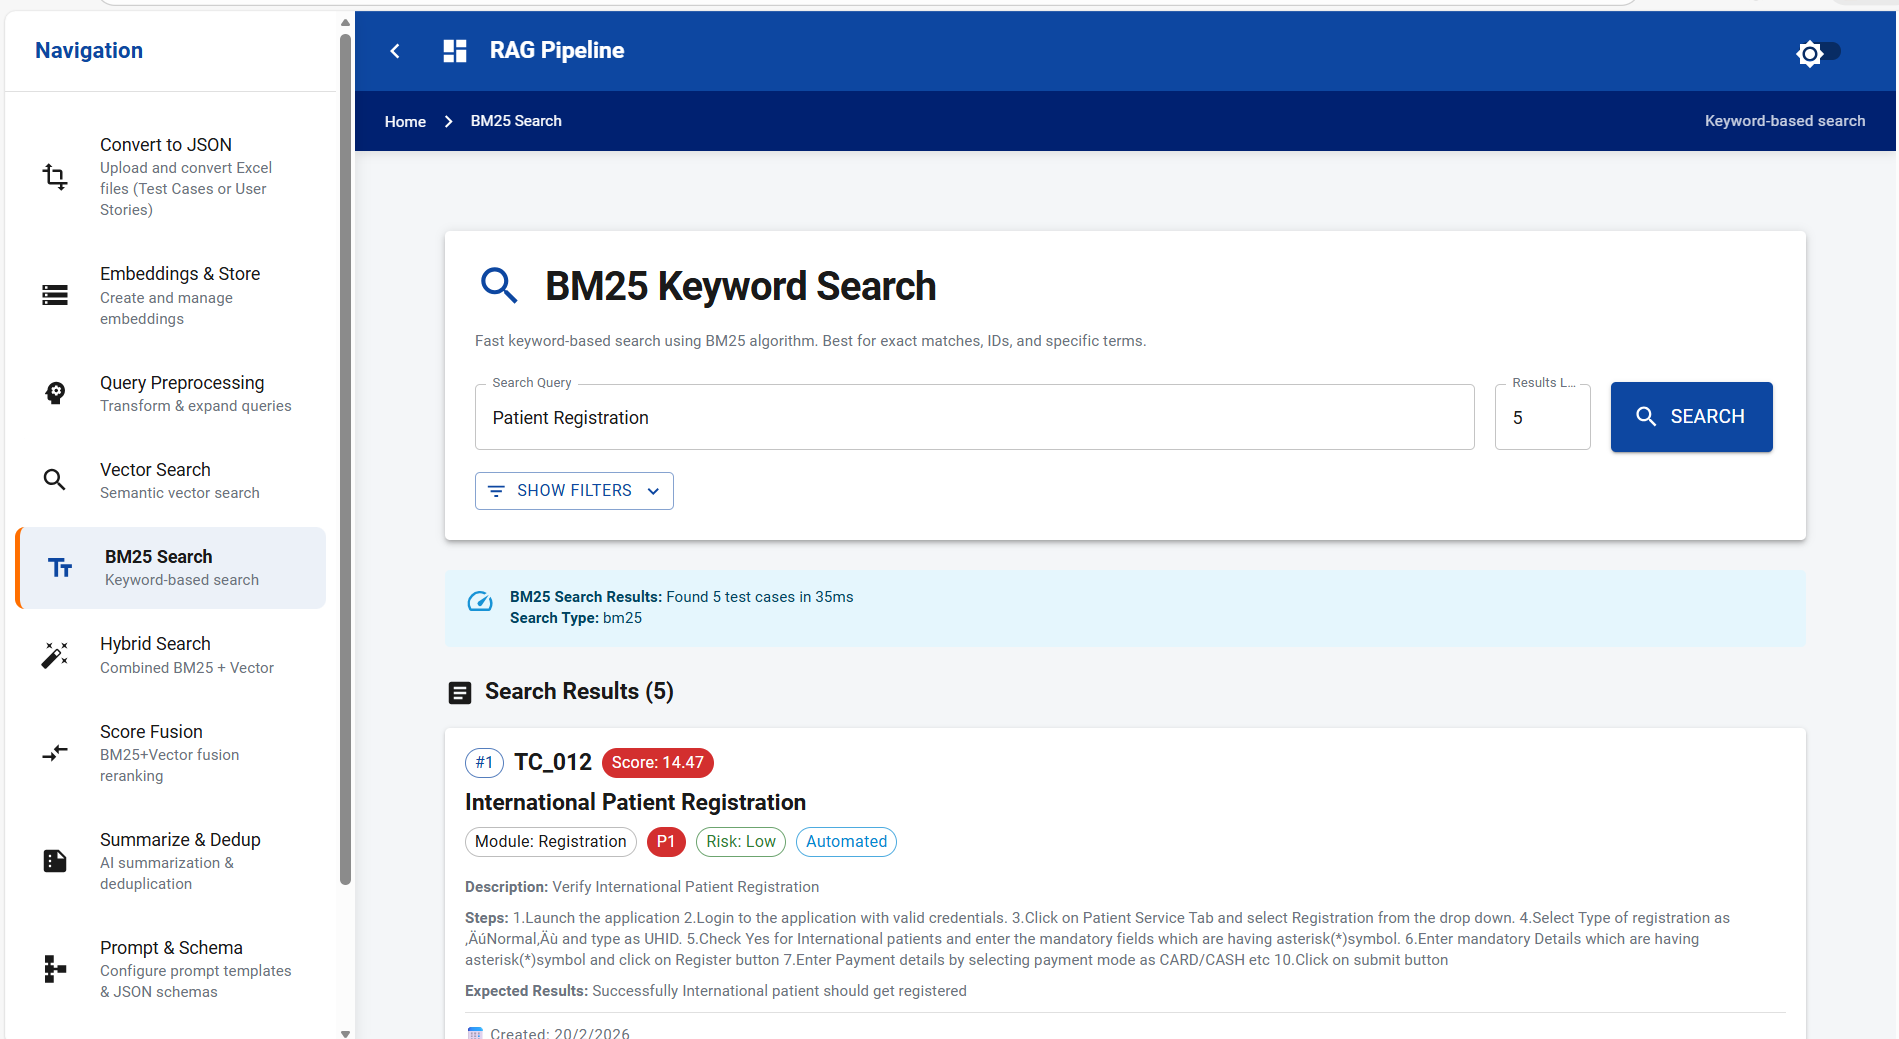 Navigation
Convert to JSON
Upload and convert Excel
files (Test Cases or User
Stories)
Embeddings & Store
Create and manage
embeddings
Query Preprocessing
Transform & expand queries
Vector Search
Semantic vector search
BM25 Search
Keyword-based search
Hybrid Search
Combined BM25 + Vector
Score Fusion
BM25+Vector fusion
reranking
Summarize & Dedup
AI summarization &
deduplication
Prompt & Schema
Configure prompt templates
& JSON schemas
RAG Pipeline
Home
BM25 Search
Keyword-based search
BM25 Keyword Search
Fast keyword-based search using BM25 algorithm. Best for exact matches, IDs, and specific terms.
Search Query
Patient Registration
Results L...
5
SEARCH
SHOW FILTERS
BM25 Search Results: Found 5 test cases in 35ms
Search Type: bm25
Search Results (5)
#1 TC_012 Score: 14.47
International Patient Registration
Module: Registration P1 Risk: Low Automated
Description: Verify International Patient Registration
Steps: 1.Launch the application 2.Login to the application with valid credentials. 3.Click on Patient Service Tab and select Registration from the drop down. 4.Select Type of registration as
‚ÄúNormal‚Äù and type as UHID. 5.Check Yes for International patients and enter the mandatory fields which are having asterisk(*)symbol. 6.Enter mandatory Details which are having
asterisk(*)symbol and click on Register button 7.Enter Payment details by selecting payment mode as CARD/CASH etc 10.Click on submit button
Expected Results: Successfully International patient should get registered
Created: 20/2/2026